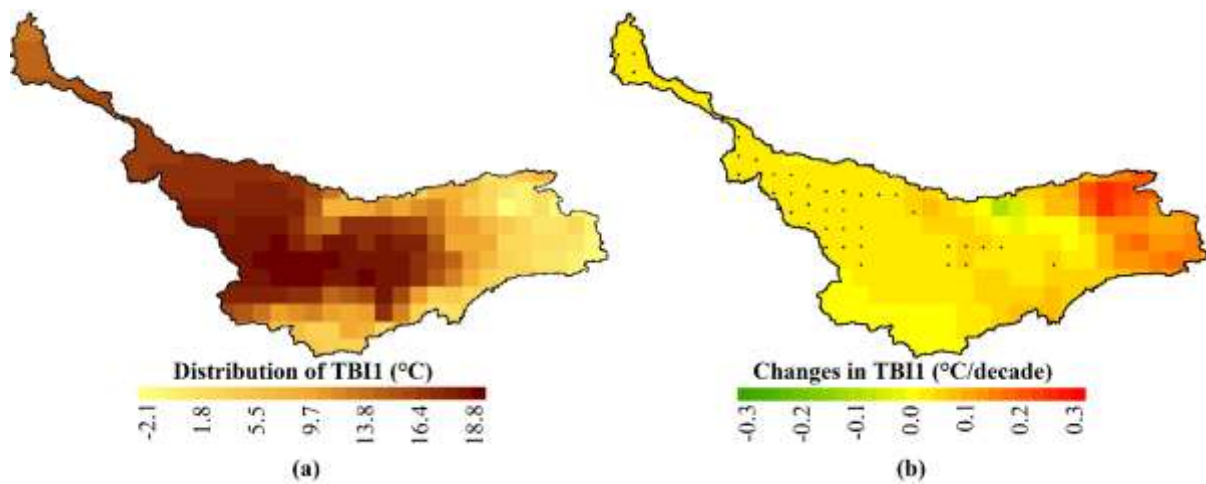 Distribution of TBI1 (°C)
-2.1 1.8 5.5 9.7 13.8 16.4 18.8
(a)
Changes in TBI1 (°C/decade)
-0.3 -0.2 -0.1 0.0 0.1 0.2 0.3
(b)